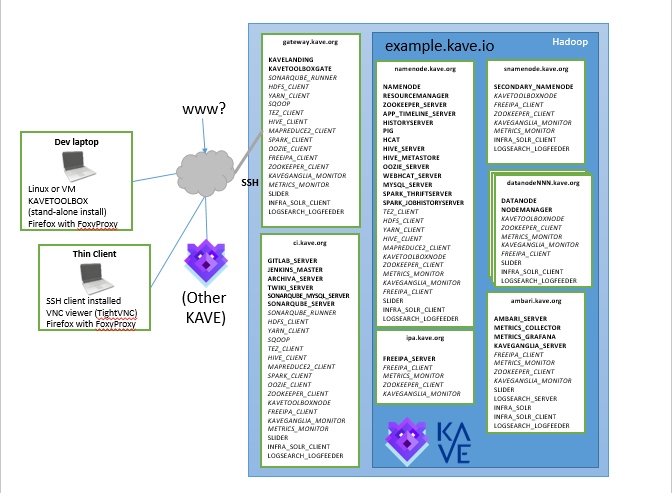 gateway.kave.org
KAVELANDING
KAVETOOLBOXGATE
SONARQUBE_RUNNER
HDFS_CLIENT
YARN_CLIENT
SQOOP
TEZ_CLIENT
HIVE_CLIENT
MAPREDUCE2_CLIENT
SPARK_CLIENT
OOZIE_CLIENT
FREEIPA_CLIENT
ZOOKEEPER_CLIENT
KAVEGANGLIA_MONITOR
METRICS_MONITOR
SLIDER
INFRA_SOLR_CLIENT
LOGSEARCH_LOGFEEDER
ci.kave.org
GITLAB_SERVER
JENKINS_MASTER
ARCHIVA_SERVER
TWIKI_SERVER
SONARQUBE_MYSQL_SERVER
SONARQUBE_SERVER
SONARQUBE_RUNNER
HDFS_CLIENT
YARN_CLIENT
SQOOP
TEZ_CLIENT
HIVE_CLIENT
MAPREDUCE2_CLIENT
SPARK_CLIENT
OOZIE_CLIENT
ZOOKEEPER_CLIENT
KAVETOOLBOXNODE
FREEIPA_CLIENT
KAVEGANGLIA_MONITOR
METRICS_MONITOR
SLIDER
INFRA_SOLR_CLIENT
LOGSEARCH_LOGFEEDER
example.kave.io
Hadoop
namenode.kave.org
NAMENODE
RESOURCEMANAGER
ZOOKEEPER_SERVER
APP_TIMELINE_SERVER
HISTORYSERVER
PIG
HCAT
HIVE_SERVER
HIVE_METASTORE
OOZIE_SERVER
WEBHCAT_SERVER
MYSQL_SERVER
SPARK_THRIFTSERVER
SPARK_JOBHISTORYSERVER
TEZ_CLIENT
HDFS_CLIENT
YARN_CLIENT
HIVE_CLIENT
MAPREDUCE2_CLIENT
KAVETOOLBOXNODE
ZOOKEEPER_CLIENT
METRICS_MONITOR
KAVEGANGLIA_MONITOR
FREEIPA_CLIENT
SLIDER
INFRA_SOLR_CLIENT
LOGSEARCH_LOGFEEDER
ipa.kave.org
FREEIPA_SERVER
FREEIPA_CLIENT
METRICS_MONITOR
ZOOKEEPER_CLIENT
KAVEGANGLIA_MONITOR
snamenode.kave.org
SECONDARY_NAMENODE
KAVETOOLBOXNODE
FREEIPA_CLIENT
ZOOKEEPER_CLIENT
KAVEGANGLIA_MONITOR
METRICS_MONITOR
INFRA_SOLR_CLIENT
LOGSEARCH_LOGFEEDER
datanodeNNN.kave.org
DATANODE
NODEMANAGER
KAVETOOLBOXNODE
ZOOKEEPER_CLIENT
METRICS_MONITOR
KAVEGANGLIA_MONITOR
FREEIPA_CLIENT
SLIDER
INFRA_SOLR_CLIENT
LOGSEARCH_LOGFEEDER
ambari.kave.org
AMBARI_SERVER
METRICS_COLLECTOR
METRICS_GRAFANA
KAVEGANGLIA_SERVER
FREEIPA_CLIENT
METRICS_MONITOR
ZOOKEEPER_CLIENT
KAVEGANGLIA_MONITOR
SLIDER
LOGSEARCH_SERVER
INFRA_SOLR
INFRA_SOLR_CLIENT
LOGSEARCH_LOGFEEDER
KA
VE
www?
SSH
Dev laptop
Linux or VM
KAVETOOLBOX
(stand-alone install)
Firefox with FoxyProxy
Thin Client
SSH client installed
VNC viewer (TightVNC)
Firefox with FoxyProxy
(Other
KAVE)